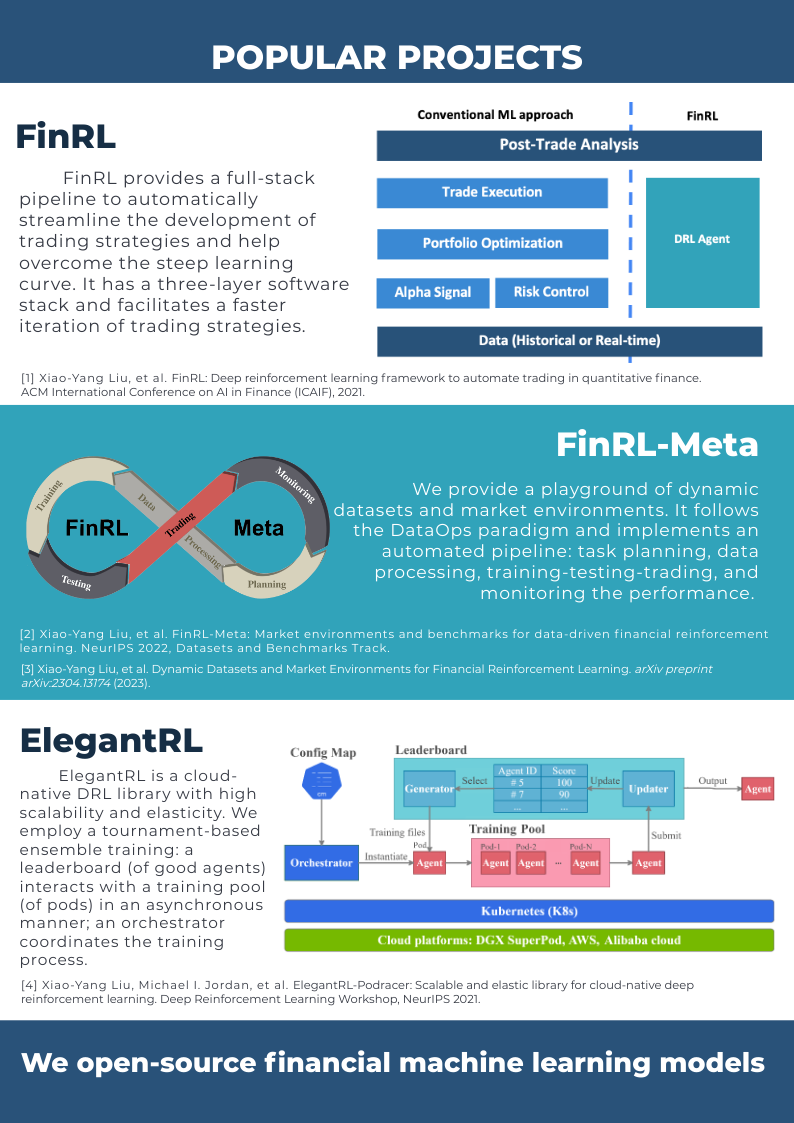 POPULAR PROJECTS
FinRL
FinRL provides a full-stack
pipeline to automatically
streamline the development of
trading strategies and help
overcome the steep learning
curve. It has a three-layer software
stack and facilitates a faster
iteration of trading strategies.
Conventional ML approach
FinRL
Post-Trade Analysis
Trade Execution
Portfolio Optimization
Alpha Signal
Risk Control
DRL Agent
Data (Historical or Real-time)
[1] Xiao-Yang Liu, et al. FinRL: Deep reinforcement learning framework to automate trading in quantitative finance.
ACM International Conference on AI in Finance (ICAIF), 2021.
FinRL-Meta
Training
Data
Trading
Monitoring
FinRL
Meta
Testing
Processing
Planning
We provide a playground of dynamic
datasets and market environments. It follows
the DataOps paradigm and implements an
automated pipeline: task planning, data
processing, training-testing-trading, and
monitoring the performance.
[2] Xiao-Yang Liu, et al. FinRL-Meta: Market environments and benchmarks for data-driven financial reinforcement
learning. NeurIPS 2022, Datasets and Benchmarks Track.
[3] Xiao-Yang Liu, et al. Dynamic Datasets and Market Environments for Financial Reinforcement Learning. arXiv preprint
arXiv:2304.13174 (2023).
ElegantRL
ElegantRL is a cloud-
native DRL library with high
scalability and elasticity. We
employ a tournament-based
ensemble training: a
leaderboard (of good agents)
interacts with a training pool
(of pods) in an asynchronous
manner; an orchestrator
coordinates the training
process.
Config Map
cm
Leaderboard
Generator
Select
Agent ID Score
# 5 100
# 7 90
... ...
Update
Updater
Output
Agent
Training files
Pod
Training Pool
Submit
Orchestrator
Instantiate
Agent
Pod-1 Pod-2 Pod-N
Agent Agent ... Agent
Agent
Kubernetes (K8s)
Cloud platforms: DGX SuperPod, AWS, Alibaba cloud
[4] Xiao-Yang Liu, Michael I. Jordan, et al. ElegantRL-Podracer: Scalable and elastic library for cloud-native deep
reinforcement learning. Deep Reinforcement Learning Workshop, NeurIPS 2021.
We open-source financial machine learning models